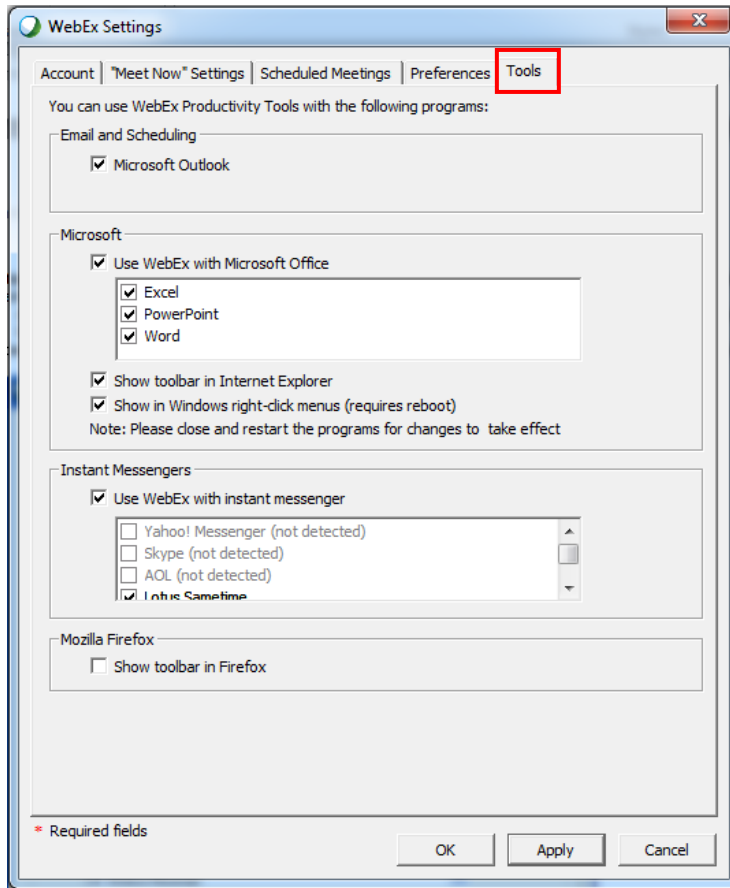 WebEx Settings
Account "Meet Now" Settings Scheduled Meetings Preferences Tools
You can use WebEx Productivity Tools with the following programs:
Email and Scheduling
Microsoft Outlook
Microsoft
Use WebEx with Microsoft Office
Excel
PowerPoint
Word
Show toolbar in Internet Explorer
Show in Windows right-click menus (requires reboot)
Note: Please close and restart the programs for changes to take effect
Instant Messengers
Use WebEx with instant messenger
Yahoo! Messenger (not detected)
Skype (not detected)
AOL (not detected)
Lotus Sametime
Mozilla Firefox
Show toolbar in Firefox
* Required fields
OK Apply Cancel